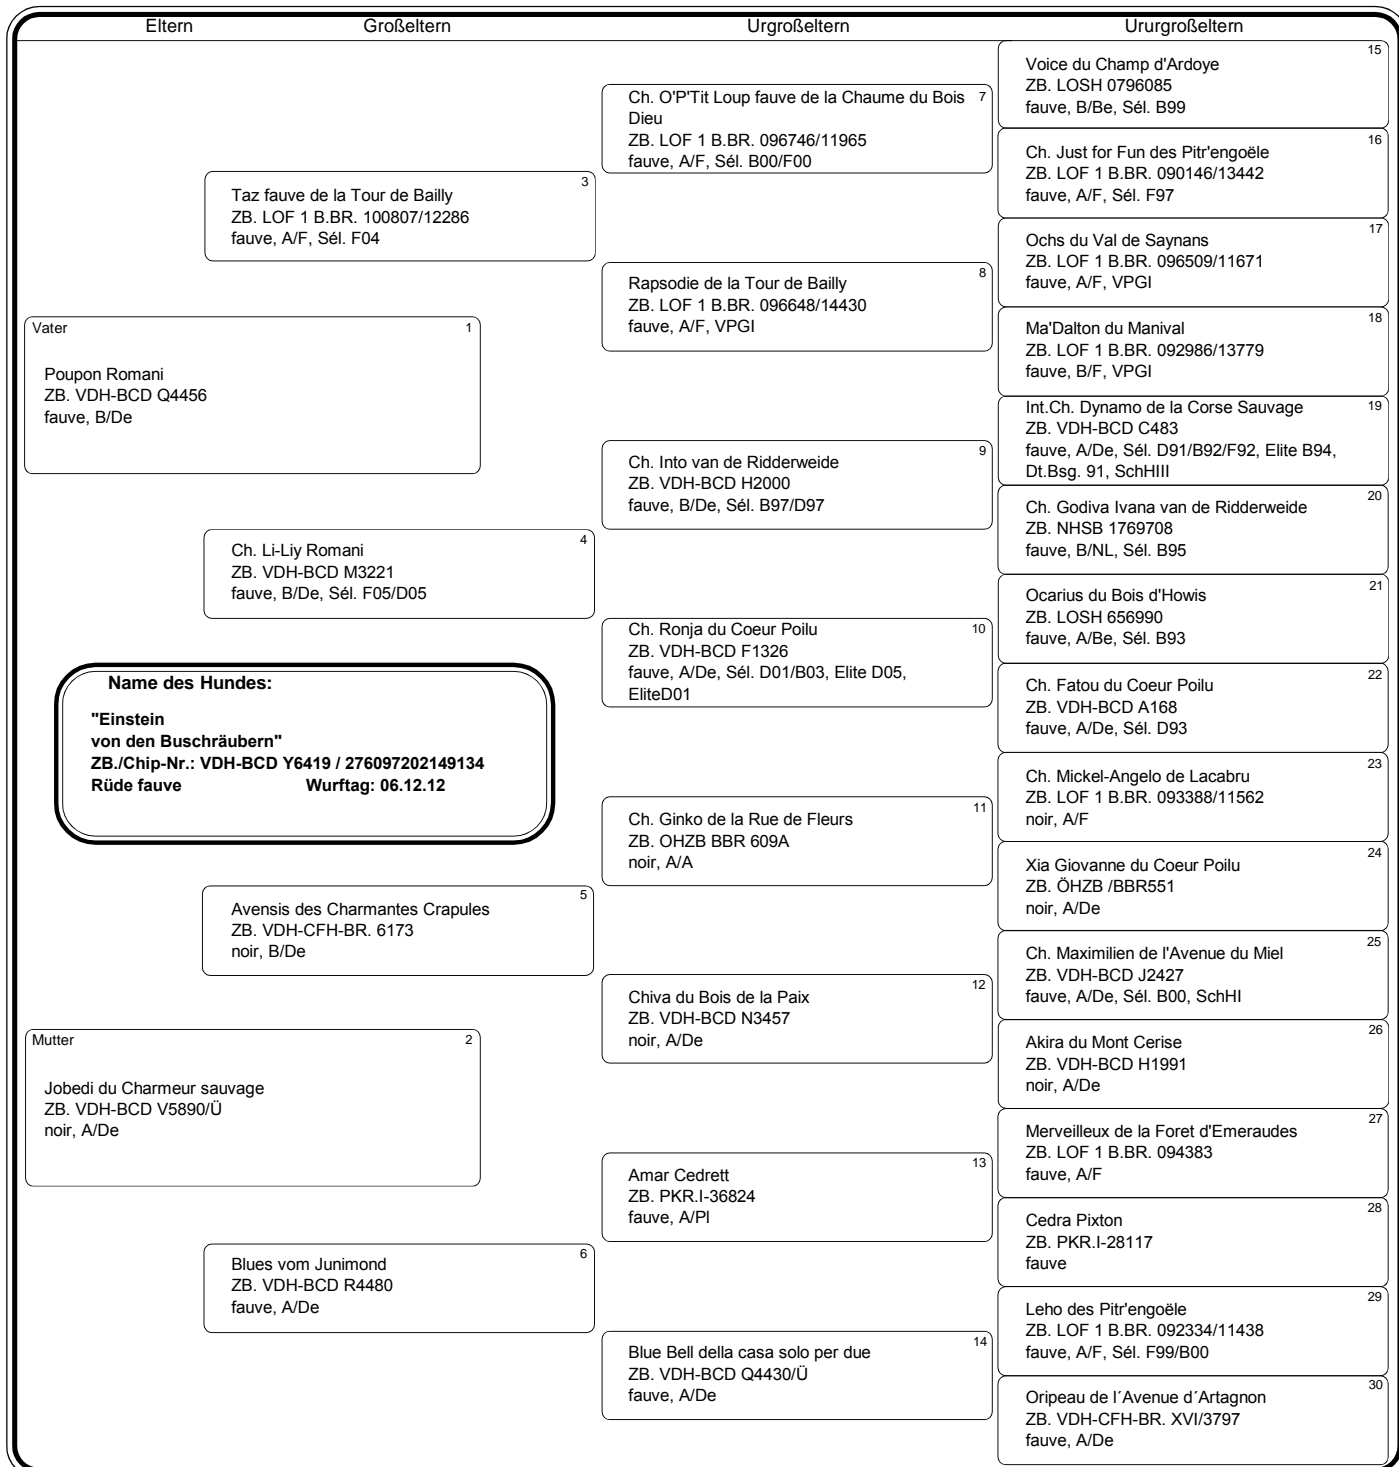 Eltern Großeltern Urgroßeltern Ururgroßeltern
Vater 1
Poupon Romani
ZB. VDH-BCD Q4456
fauve, B/De
Mutter 2
Jobedi du Charmeur sauvage
ZB. VDH-BCD V5890/Ü
noir, A/De
Name des Hundes:
"Einstein
von den Buschräubern"
ZB./Chip-Nr.: VDH-BCD Y6419 / 276097202149134
Rüde fauve Wurftag: 06.12.12
3
Taz fauve de la Tour de Bailly
ZB. LOF 1 B.BR. 100807/12286
fauve, A/F, Sél. F04
4
Ch. Li-Liy Romani
ZB. VDH-BCD M3221
fauve, B/De, Sél. F05/D05
5
Avensis des Charmantes Crapules
ZB. VDH-CFH-BR. 6173
noir, B/De
6
Blues vom Junimond
ZB. VDH-BCD R4480
fauve, A/De
Ch. O'P'Tit Loup fauve de la Chaume du Bois 7
Dieu
ZB. LOF 1 B.BR. 096746/11965
fauve, A/F, Sél. B00/F00
8
Rapsodie de la Tour de Bailly
ZB. LOF 1 B.BR. 096648/14430
fauve, A/F, VPGI
9
Ch. Into van de Ridderweide
ZB. VDH-BCD H2000
fauve, B/De, Sél. B97/D97
10
Ch. Ronja du Coeur Poilu
ZB. VDH-BCD F1326
fauve, A/De, Sél. D01/B03, Elite D05,
EliteD01
11
Ch. Ginko de la Rue de Fleurs
ZB. OHZB BBR 609A
noir, A/A
12
Chiva du Bois de la Paix
ZB. VDH-BCD N3457
noir, A/De
13
Amar Cedrett
ZB. PKR.I-36824
fauve, A/Pl
14
Blue Bell della casa solo per due
ZB. VDH-BCD Q4430/Ü
fauve, A/De
15
Voice du Champ d'Ardoye
ZB. LOSH 0796085
fauve, B/Be, Sél. B99
16
Ch. Just for Fun des Pitr'engoële
ZB. LOF 1 B.BR. 090146/13442
fauve, A/F, Sél. F97
17
Ochs du Val de Saynans
ZB. LOF 1 B.BR. 096509/11671
fauve, A/F, VPGI
18
Ma'Dalton du Manival
ZB. LOF 1 B.BR. 092986/13779
fauve, B/F, VPGI
19
Int.Ch. Dynamo de la Corse Sauvage
ZB. VDH-BCD C483
fauve, A/De, Sél. D91/B92/F92, Elite B94,
Dt.Bsg. 91, SchHIII
20
Ch. Godiva Ivana van de Ridderweide
ZB. NHSB 1769708
fauve, B/NL, Sél. B95
21
Ocarius du Bois d'Howis
ZB. LOSH 656990
fauve, A/Be, Sél. B93
22
Ch. Fatou du Coeur Poilu
ZB. VDH-BCD A168
fauve, A/De, Sél. D93
23
Ch. Mickel-Angelo de Lacabru
ZB. LOF 1 B.BR. 093388/11562
noir, A/F
24
Xia Giovanne du Coeur Poilu
ZB. ÖHZB /BBR551
noir, A/De
25
Ch. Maximilien de l'Avenue du Miel
ZB. VDH-BCD J2427
fauve, A/De, Sél. B00, SchHI
26
Akira du Mont Cerise
ZB. VDH-BCD H1991
noir, A/De
27
Merveilleux de la Foret d'Emeraudes
ZB. LOF 1 B.BR. 094383
fauve, A/F
28
Cedra Pixton
ZB. PKR.I-28117
fauve
29
Leho des Pitr'engoële
ZB. LOF 1 B.BR. 092334/11438
fauve, A/F, Sél. F99/B00
30
Oripeau de l´Avenue d´Artagnon
ZB. VDH-CFH-BR. XVI/3797
fauve, A/De